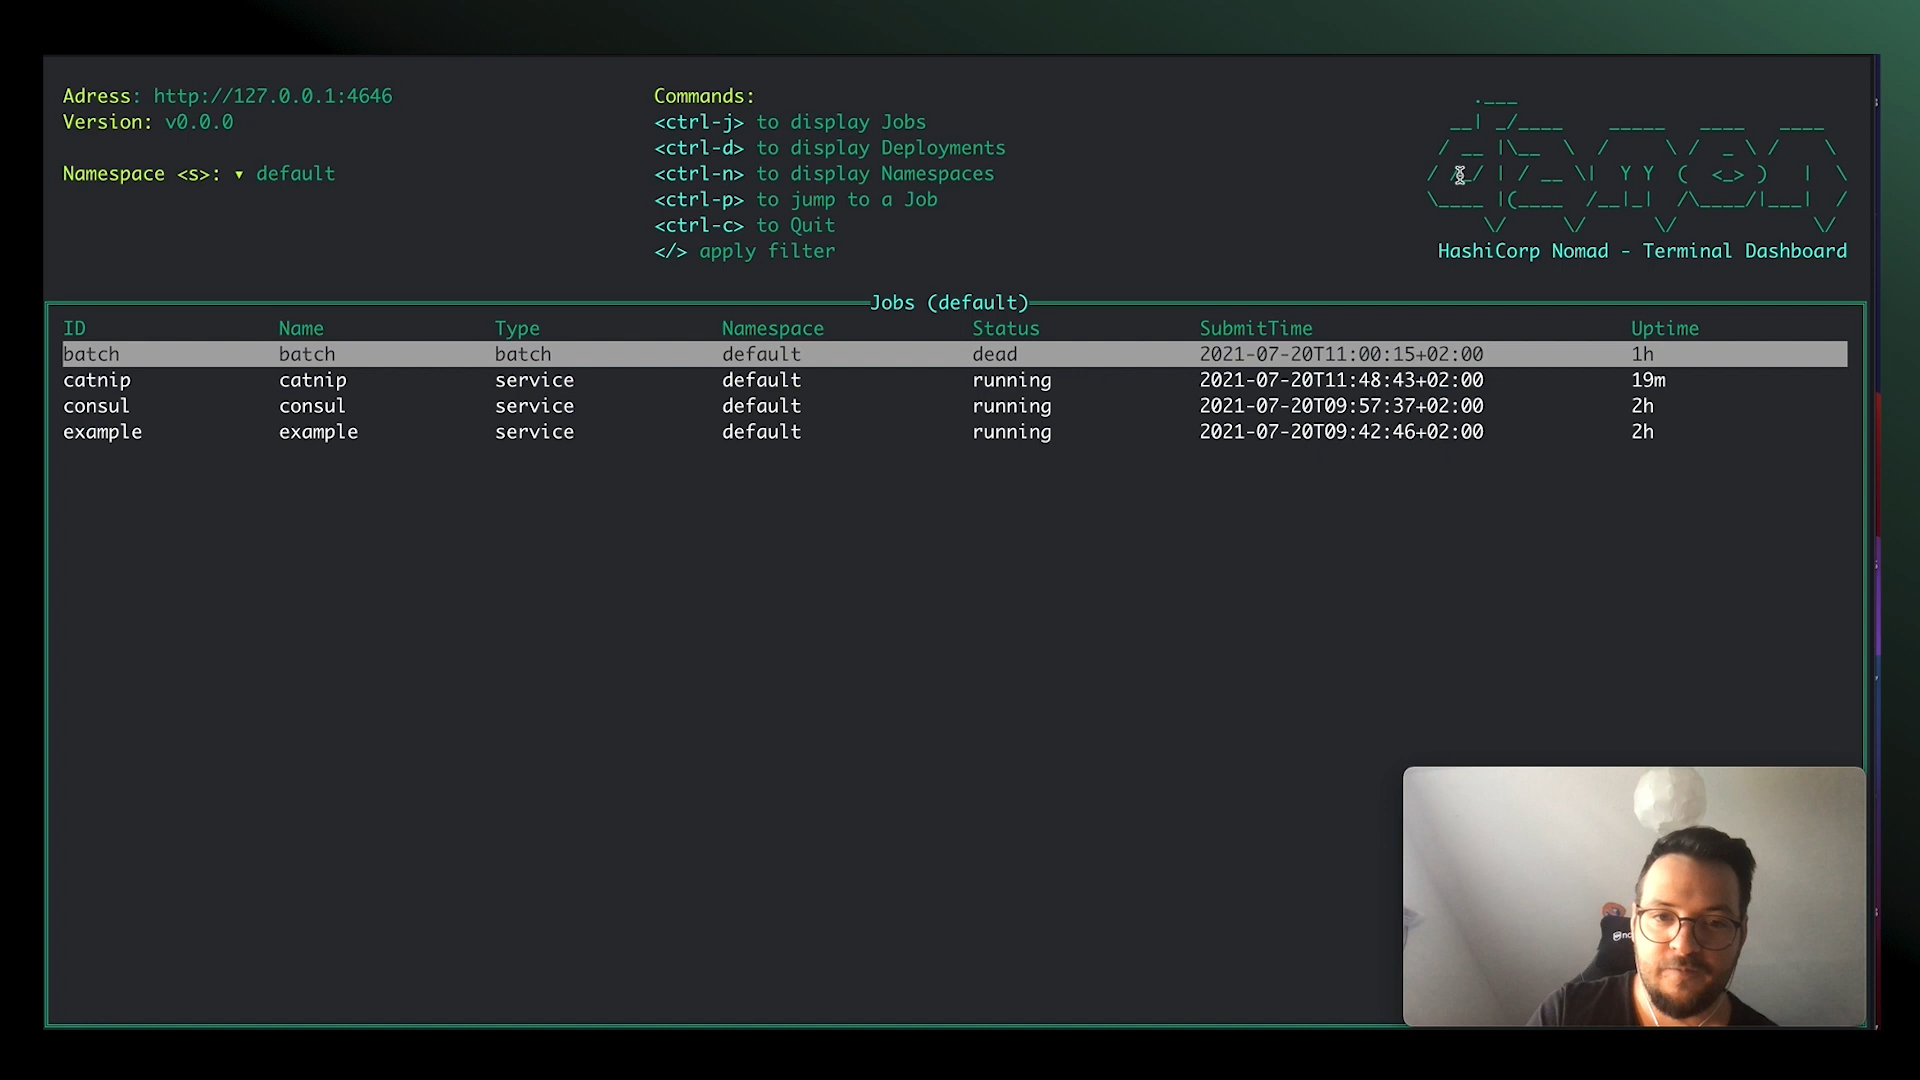 Adress: http://127.0.0.1:4646
Version: v0.0.0
Namespace <s>: ▾ default
Commands:
<ctrl-j> to display Jobs
<ctrl-d> to display Deployments
<ctrl-n> to display Namespaces
<ctrl-p> to jump to a Job
<ctrl-c> to Quit
</> apply filter
damon
HashiCorp Nomad - Terminal Dashboard
Jobs (default)
ID Name Type Namespace Status SubmitTime Uptime
batch batch batch default dead 2021-07-20T11:00:15+02:00 1h
catnip catnip service default running 2021-07-20T11:48:43+02:00 19m
consul consul service default running 2021-07-20T09:57:37+02:00 2h
example example service default running 2021-07-20T09:42:46+02:00 2h